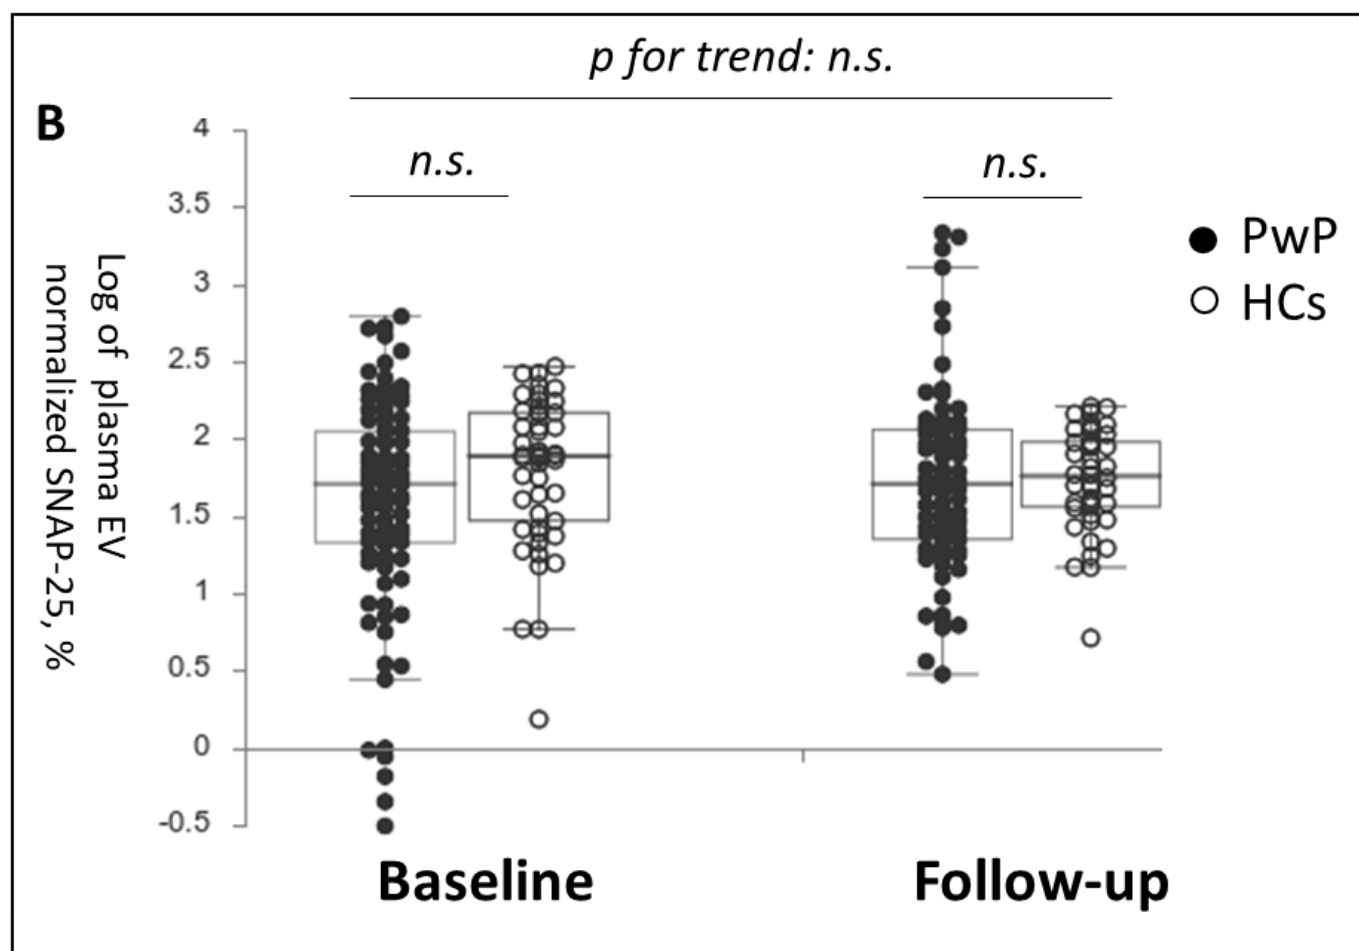 p for trend: n.s.
B
n.s.
n.s.
4
3.5
3
2.5
2
1.5
1
0.5
0
-0.5
Log of plasma EV
normalized SNAP-25, %
PwP
HCs
Baseline
Follow-up